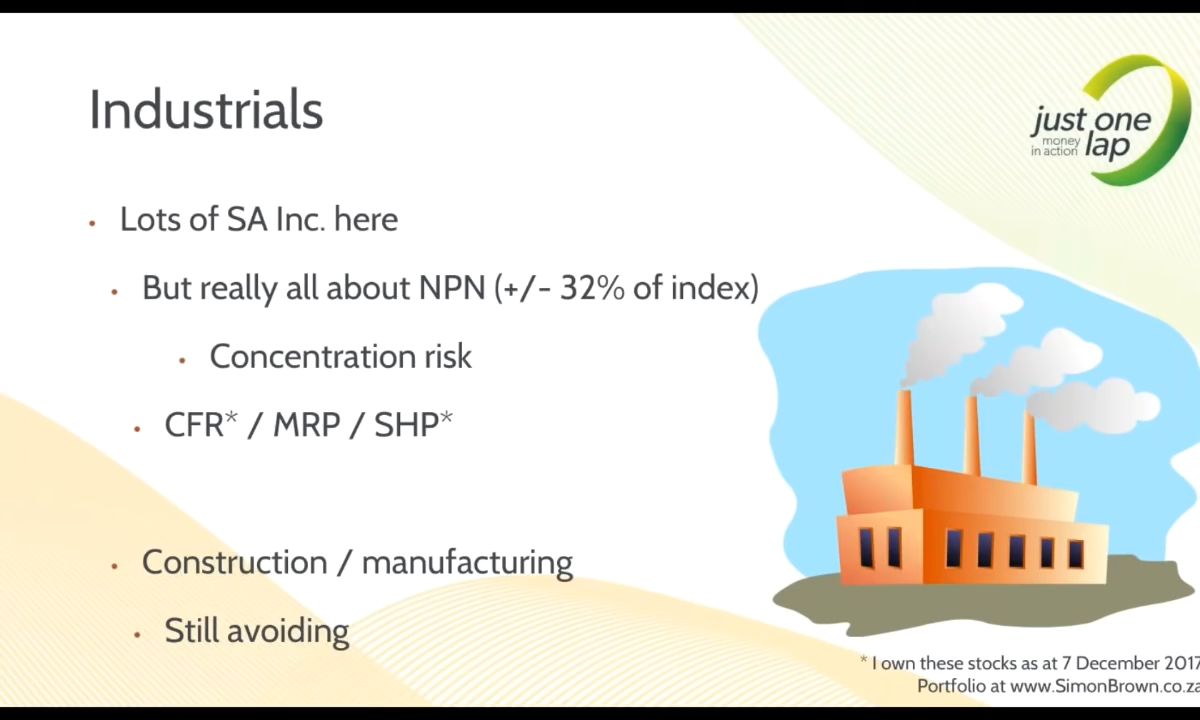 Industrials
just one
money
in action lap
• Lots of SA Inc. here
• But really all about NPN (+/- 32% of index)
• Concentration risk
• CFR* / MRP / SHP*
• Construction / manufacturing
• Still avoiding
* I own these stocks as at 7 December 2017
Portfolio at www.SimonBrown.co.za